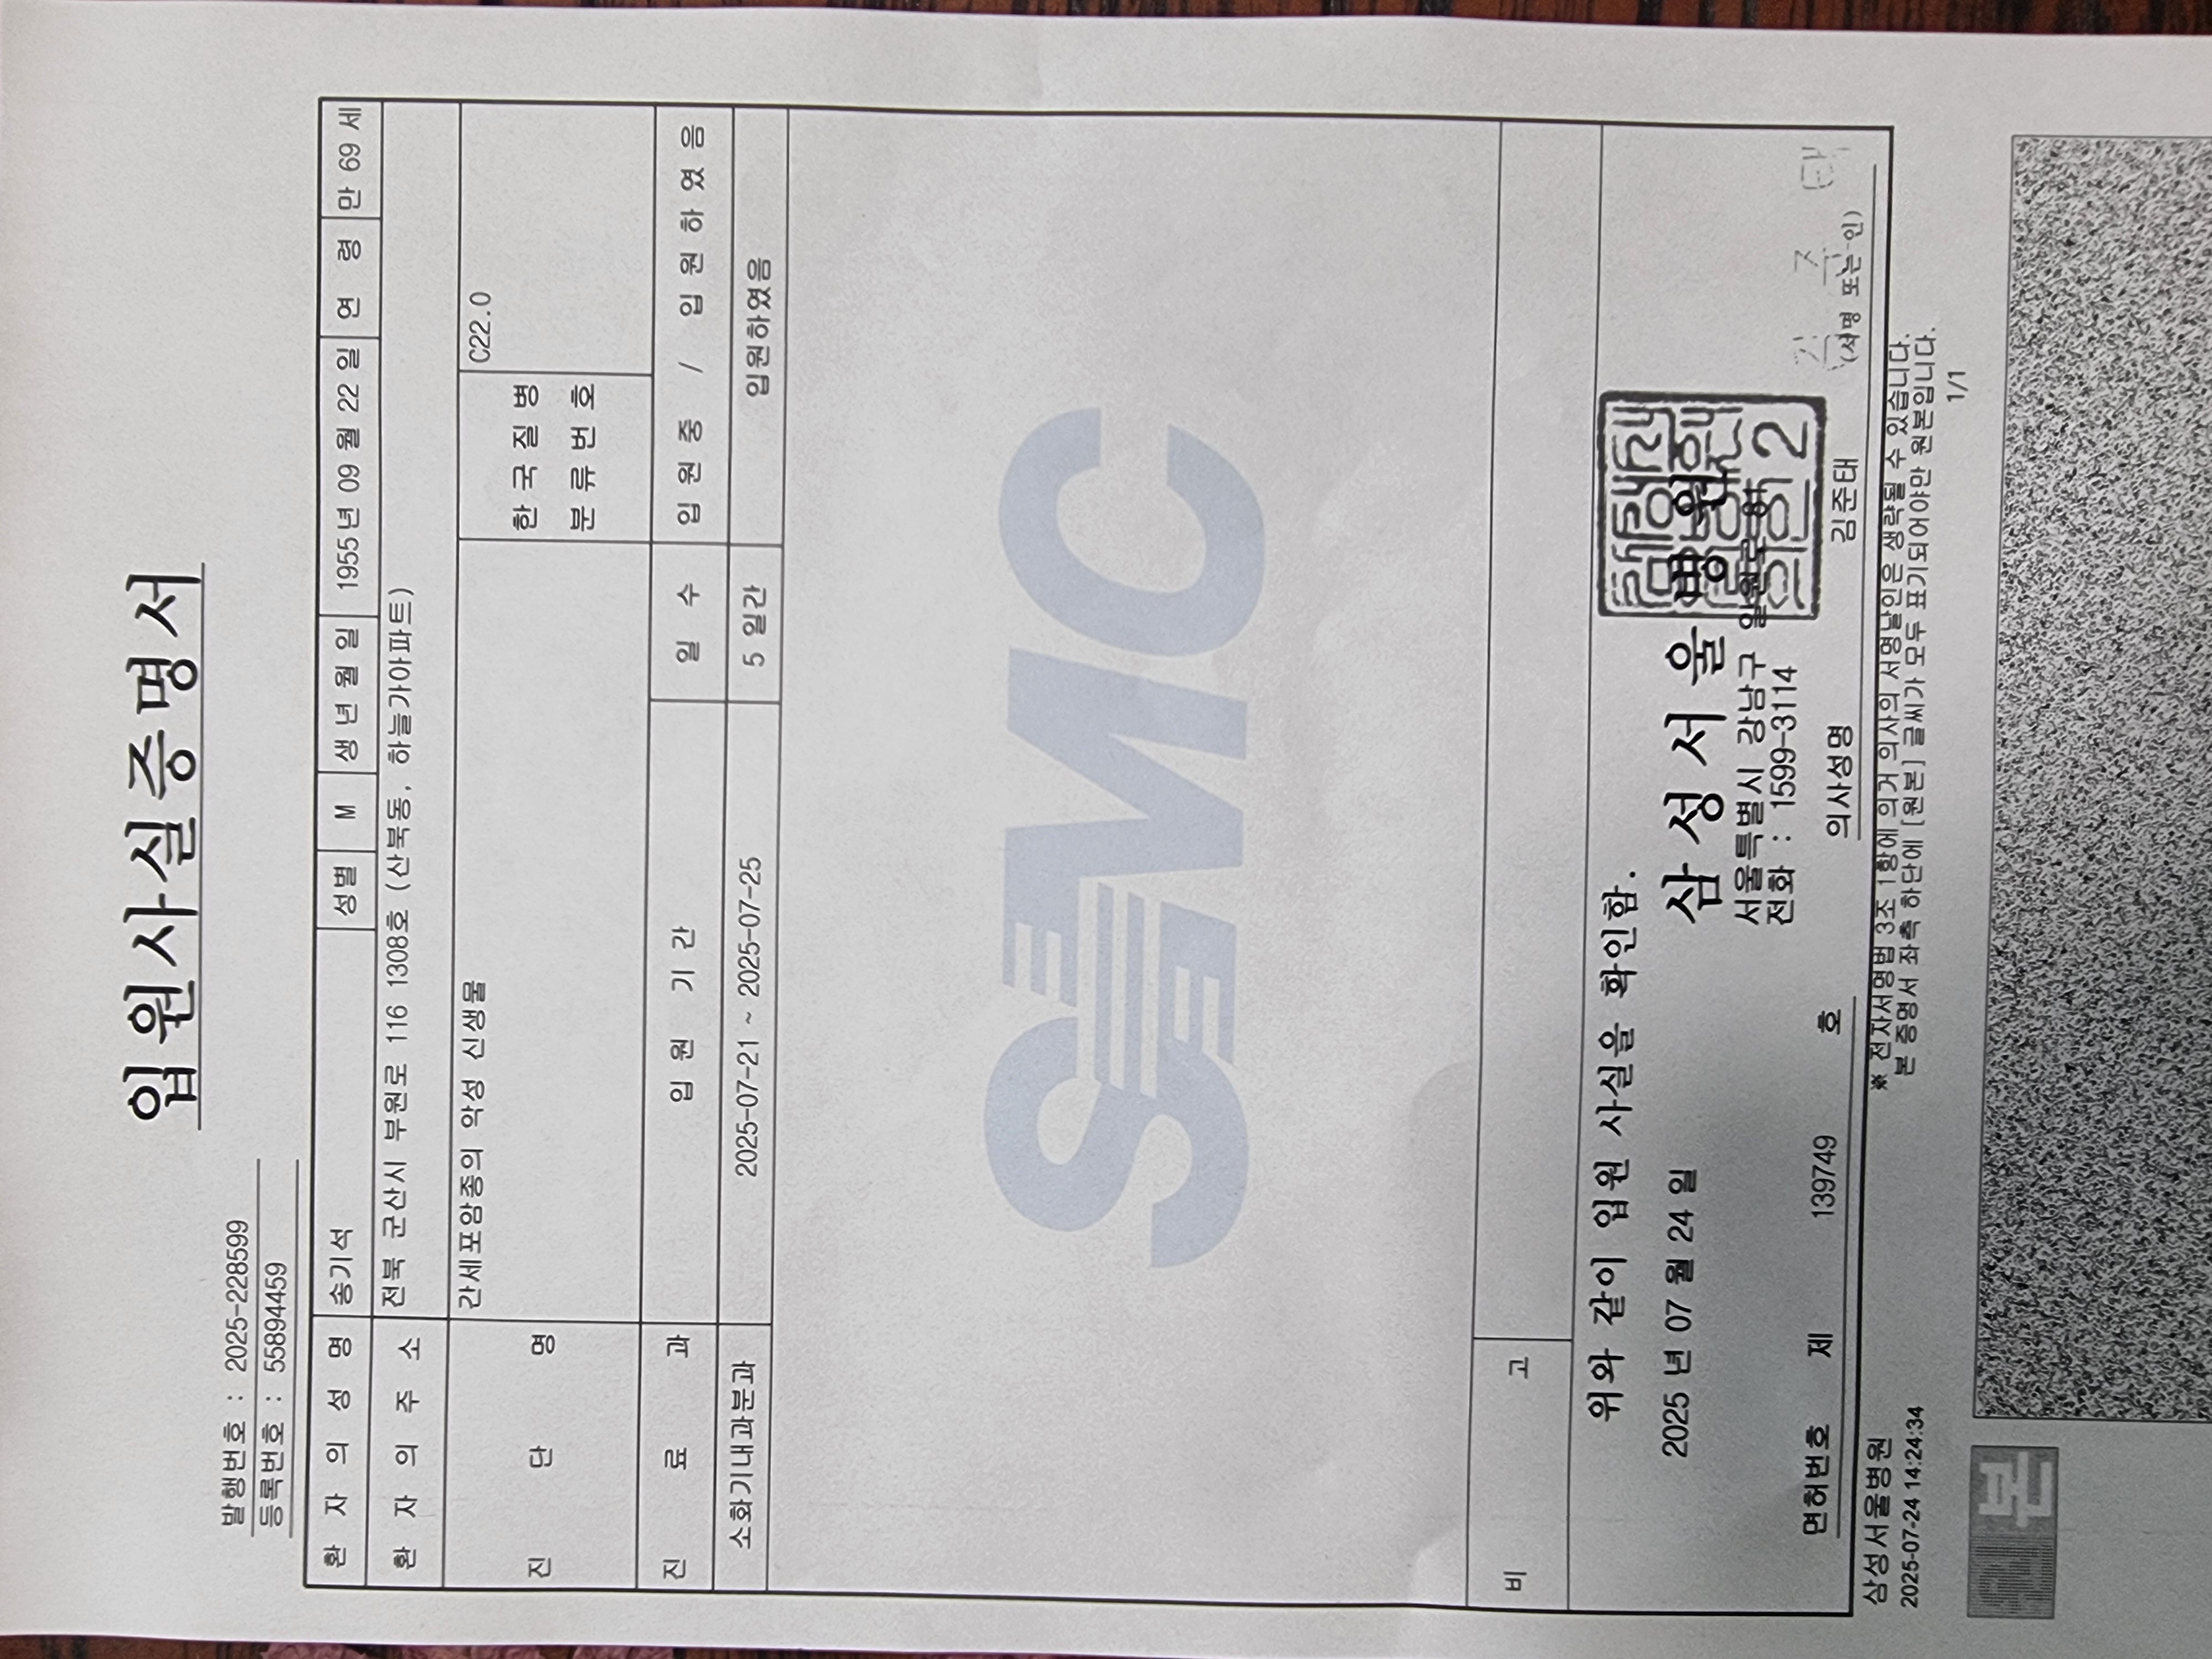 입원사실증명서
발행번호 : 2025-228599
등록번호 : 55894459
환자의성명 송기석 성별 M 생년월일 1955년 09월 22일 연령 만 69 세
환자의주소 전북 군산시 부원로 116 1308호 (산북동, 하늘가아파트)
진단명 간세포암종의 악성 신생물 한국질병 분류번호 C22.0
진료과 입원기간 일수 입원중 / 입원하였음
소화기내과분과 2025-07-21 ~ 2025-07-25 5 일간 입원하였음
SMC
비고
위와 같이 입원 사실을 확인함.
2025 년 07 월 24 일
삼성서울병원
서울특별시 강남구 일원로 81
전화 : 1599-3114
면허번호 제 139749 호 의사성명 김준태 (서명 또는 인)
※ 전자서명법 3조 1항에 의거 의사의 서명날인은 생략될 수 있습니다.
본 증명서 좌측 하단에 [원본] 글씨가 모두 표기되어야만 원본입니다.
삼성서울병원
2025-07-24 14:24:34
1/1
본